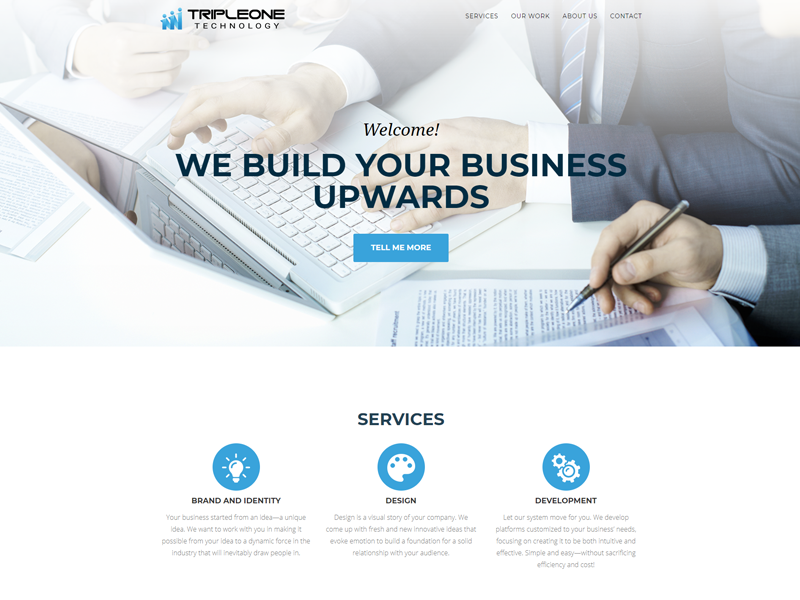 TRIPLEONE
TECHNOLOGY
SERVICES OUR WORK ABOUT US CONTACT
Welcome!
WE BUILD YOUR BUSINESS
UPWARDS
TELL ME MORE
SERVICES
BRAND AND IDENTITY
Your business started from an idea—a unique
idea. We want to work with you in making it
possible from your idea to a dynamic force in the
industry that will inevitably draw people in.
DESIGN
Design is a visual story of your company. We
come up with fresh and new innovative ideas that
evoke emotion to build a foundation for a solid
relationship with your audience.
DEVELOPMENT
Let our system move for you. We develop
platforms customized to your business' needs,
focusing on creating it to be both intuitive and
effective. Simple and easy—without sacrificing
efficiency and cost!